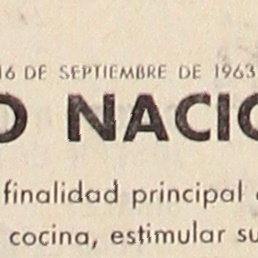 16 DE SEPTIEMBRE DE 1963
O NACIO
finalidad principal
cocina, estimular su